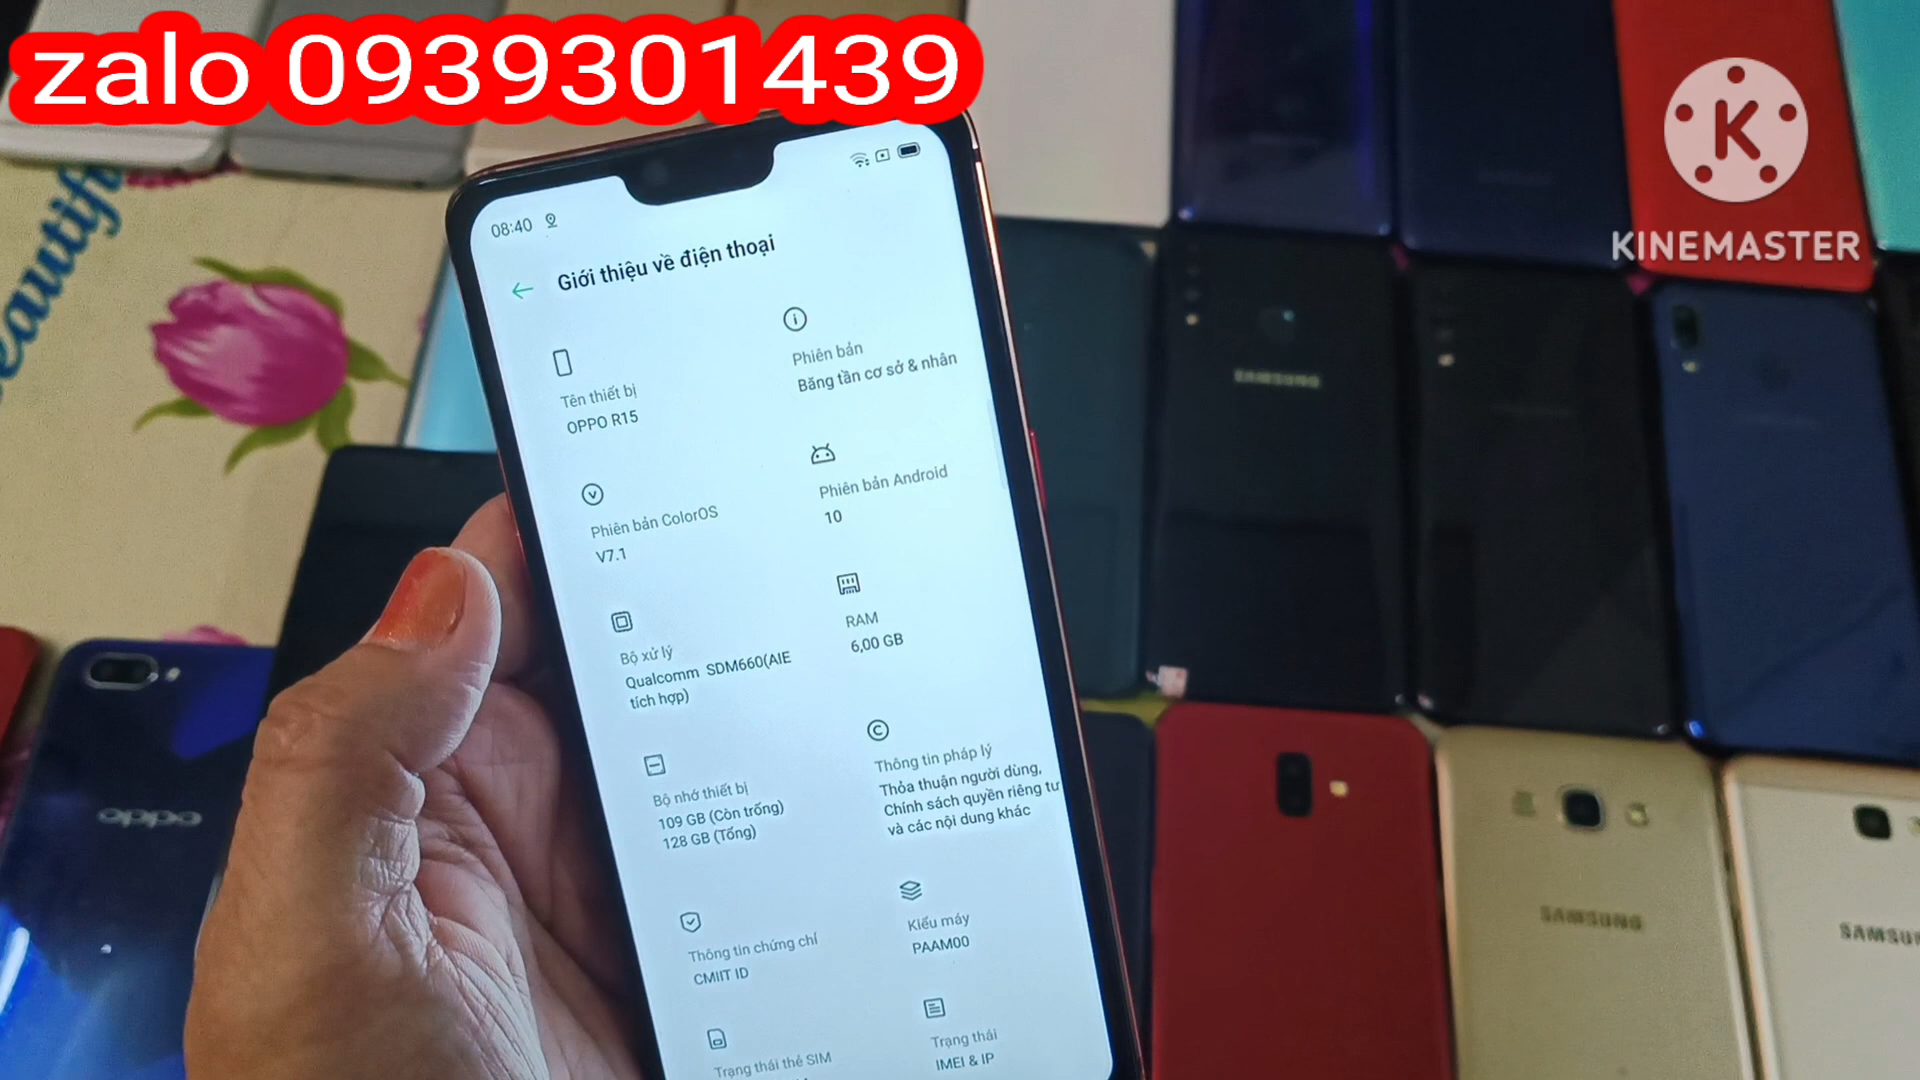 zalo 0939301439
KINEMASTER
eautifu
08:40
Giới thiệu về điện thoại
Tên thiết bị
OPPO R15
Phiên bản
Băng tần cơ sở & nhân
Phiên bản ColorOS
V7.1
Phiên bản Android
10
Bộ xử lý
Qualcomm SDM660(AIE
tích hợp)
RAM
6,00 GB
Bộ nhớ thiết bị
109 GB (Còn trống)
128 GB (Tổng)
Thông tin pháp lý
Thỏa thuận người dùng,
Chính sách quyền riêng tư
và các nội dung khác
Thông tin chứng chỉ
CMIIT ID
Kiểu máy
PAAM00
Trạng thái thẻ SIM
Trạng thái
IMEI & IP
oppo
SAMSUNG
SAMSUNG
SAMSUN